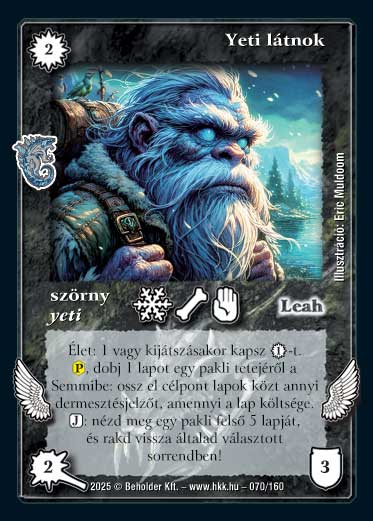 2
Yeti látnok
Illusztráció: Eric Muldoom
szörny
yeti
Leah
Élet: 1 vagy kijátszásakor kapsz 1-t.
P, dobj 1 lapot egy pakli tetejéről a
Semmibe: ossz el célpont lapok közt annyi
dermesztésjelzőt, amennyi a lap költsége.
J: nézd meg egy pakli felső 5 lapját,
és rakd vissza általad választott
sorrendben!
2
2025 © Beholder Kft. – www.hkk.hu – 070/160
3